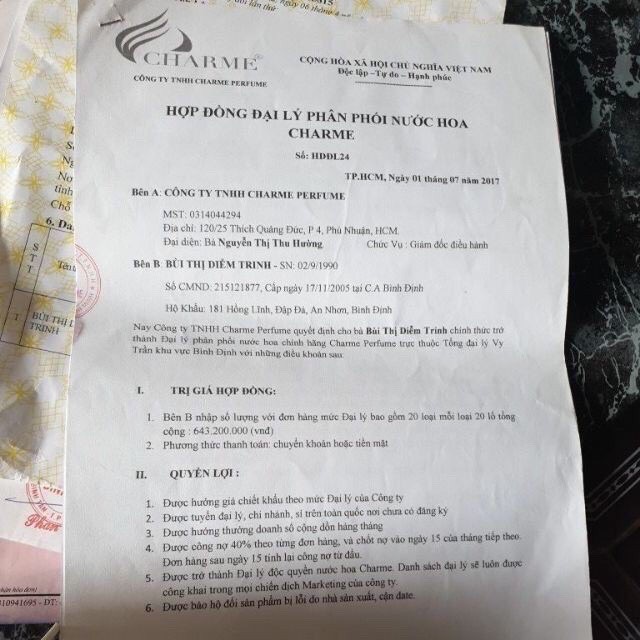 CHARME
CÔNG TY TNHH CHARME PERFUME
CỘNG HÒA XÃ HỘI CHỦ NGHĨA VIỆT NAM
Độc lập –Tự do – Hạnh phúc
HỢP ĐỒNG ĐẠI LÝ PHÂN PHỐI NƯỚC HOA
CHARME
Số: HDDL24
TP.HCM, Ngày 01 tháng 07 năm 2017
Bên A: CÔNG TY TNHH CHARME PERFUME
MST: 0314044294
Địa chỉ: 120/25 Thích Quảng Đức, P 4, Phú Nhuận, HCM.
Đại diện: Bà Nguyễn Thị Thu Hường Chức Vụ : Giám đốc điều hành
Bên B: BÙI THỊ DIỄM TRINH - SN: 02/9/1990
Số CMND: 215121877, Cấp ngày 17/11/2005 tại C.A Bình Định
Hộ Khẩu: 181 Hồng Lĩnh, Đập Đá, An Nhơn, Bình Định
Nay Công ty TNHH Charme Perfume quyết định cho bà Bùi Thị Diễm Trinh chính thức trở
thành Đại lý phân phối nước hoa chính hãng Charme Perfume trực thuộc Tổng đại lý Vy
Trần khu vực Bình Định với những điều khoản sau:
I. TRỊ GIÁ HỢP ĐỒNG:
1. Bên B nhập số lượng với đơn hàng mức Đại lý bao gồm 20 loại mỗi loại 20 lô tổng
cộng : 643.200.000 (vnđ)
2. Phương thức thanh toán: chuyển khoản hoặc tiền mặt
II. QUYỀN LỢI :
1. Được hưởng giá chiết khấu theo mức Đại lý của Công ty
2. Được tuyển đại lý, chi nhánh, sỉ trên toàn quốc nơi chưa có đăng ký
3. Được hưởng thưởng doanh số cộng dồn hàng tháng
4. Được công nợ 40% theo từng đơn hàng, và chốt nợ vào ngày 15 của tháng tiếp theo.
Đơn hàng sau ngày 15 tính lại công nợ từ đầu.
5. Được trở thành Đại lý độc quyền nước hoa Charme. Danh sách đại lý sẽ luôn được
công khai trong mọi chiến dịch Marketing của công ty.
6. Được bảo hộ đổi sản phẩm bị lỗi do nhà sản xuất, cận date.
6. Da
S
T
T
Tên
1 BÙI THỊ D
TRINH
10941695 - ĐT: